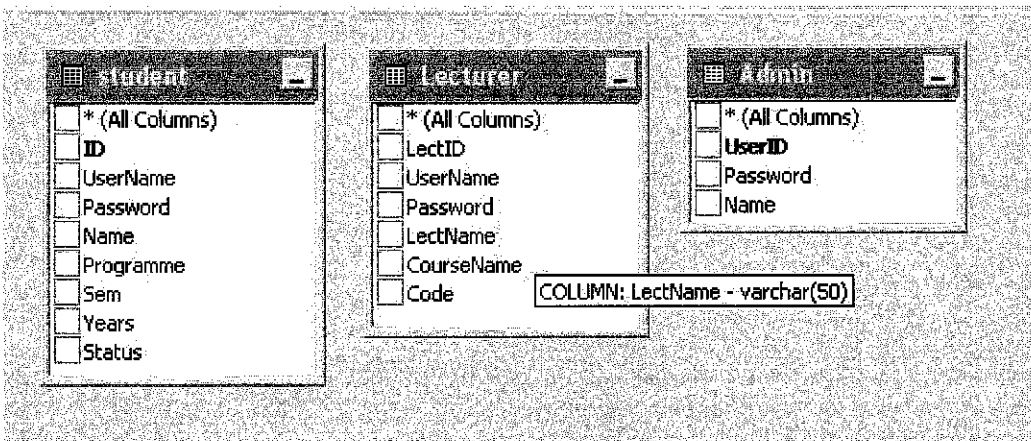 student
* (All Columns)
ID
UserName
Password
Name
Programme
Sem
Years
Status
Lecturer
* (All Columns)
LectID
UserName
Password
LectName
CourseName
Code
COLUMN: LectName - varchar(50)
Admin
* (All Columns)
UserID
Password
Name